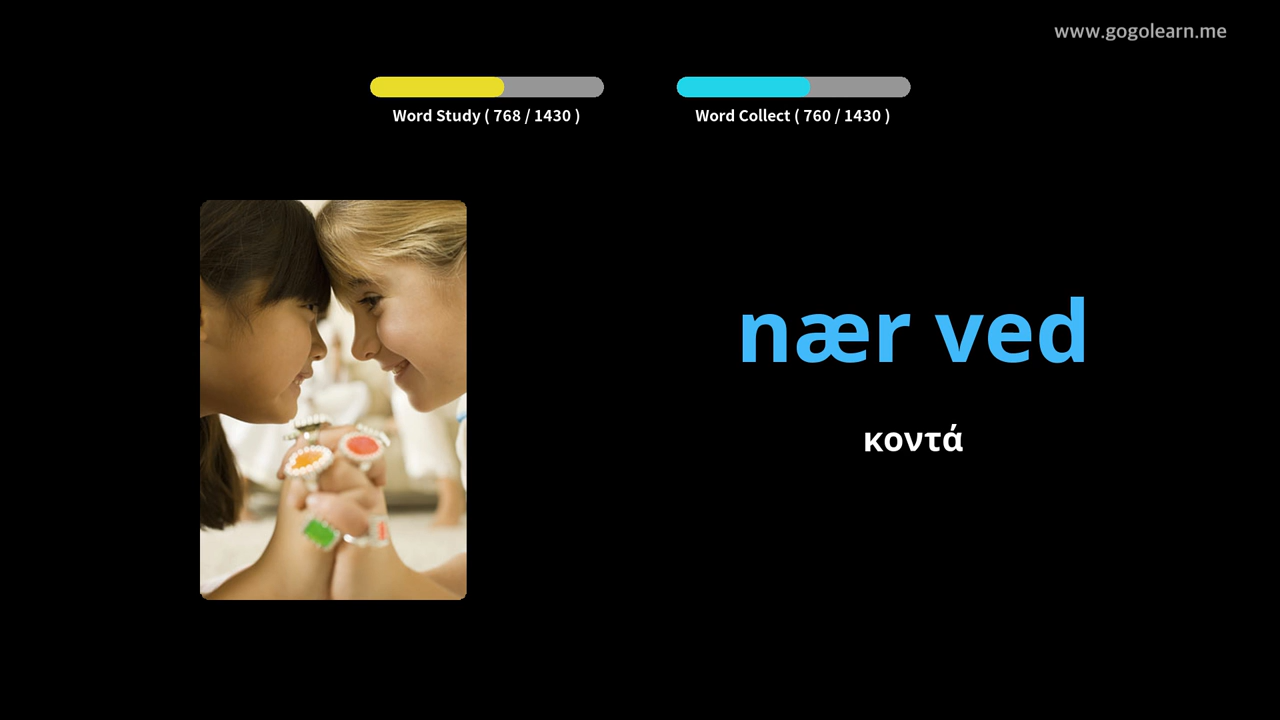 www.gogolearn.me
Word Study ( 768 / 1430 )
Word Collect ( 760 / 1430 )
nær ved
κοντά